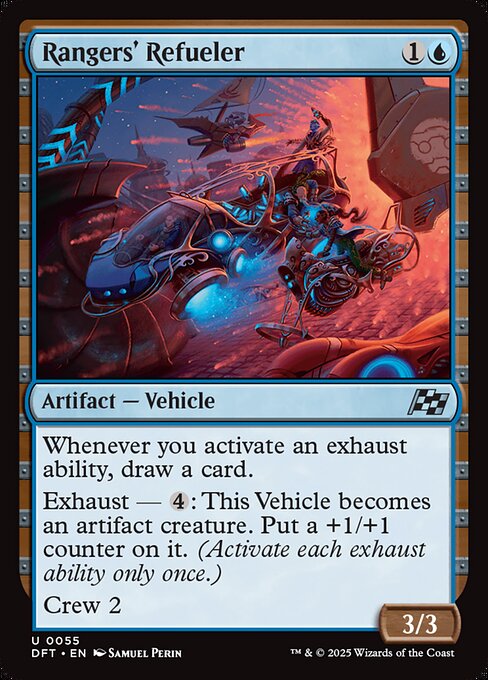 Rangers' Refueler 1
Artifact — Vehicle
Whenever you activate an exhaust
ability, draw a card.
Exhaust — 4: This Vehicle becomes
an artifact creature. Put a +1/+1
counter on it. (Activate each exhaust
ability only once.)
Crew 2
3/3
U 0055
DFT • EN Samuel Perin
™ & © 2025 Wizards of the Coast